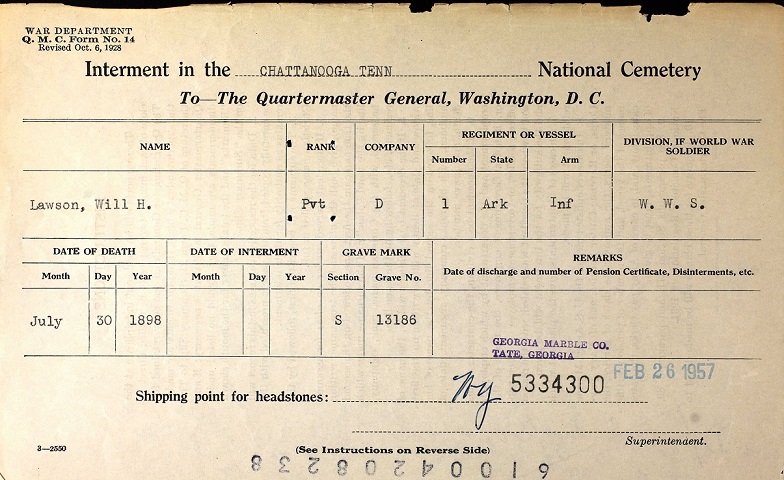 WAR DEPARTMENT
Q. M. C. Form No. 14
Revised Oct. 6, 1928
Interment in the CHATTANOOGA TENN National Cemetery
To—The Quartermaster General, Washington, D. C.
NAME RANK COMPANY REGIMENT OR VESSEL DIVISION, IF WORLD WAR SOLDIER
Number State Arm
Lawson, Will H. Pvt D 1 Ark Inf W. W. S.
DATE OF DEATH DATE OF INTERMENT GRAVE MARK REMARKS
Date of discharge and number of Pension Certificate, Disinterments, etc.
Month Day Year Month Day Year Section Grave No.
July 30 1898 S 13186
GEORGIA MARBLE CO.
TATE, GEORGIA
Shipping point for headstones: 5334300 FEB 26 1957
Superintendent.
3—2550 (See Instructions on Reverse Side)